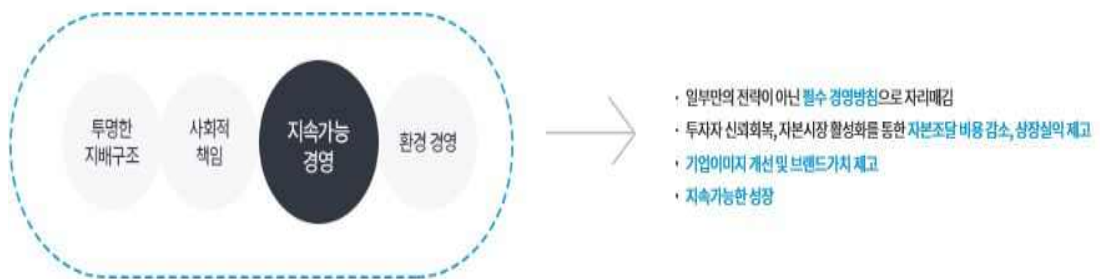 투명한
지배구조
사회적
책임
지속가능
경영
환경 경영
· 일부만의 전략이 아닌 필수 경영방침으로 자리매김
· 투자자 신뢰회복, 자본시장 활성화를 통한 자본조달 비용 감소, 상장실익 제고
· 기업이미지 개선 및 브랜드가치 제고
· 지속가능한 성장